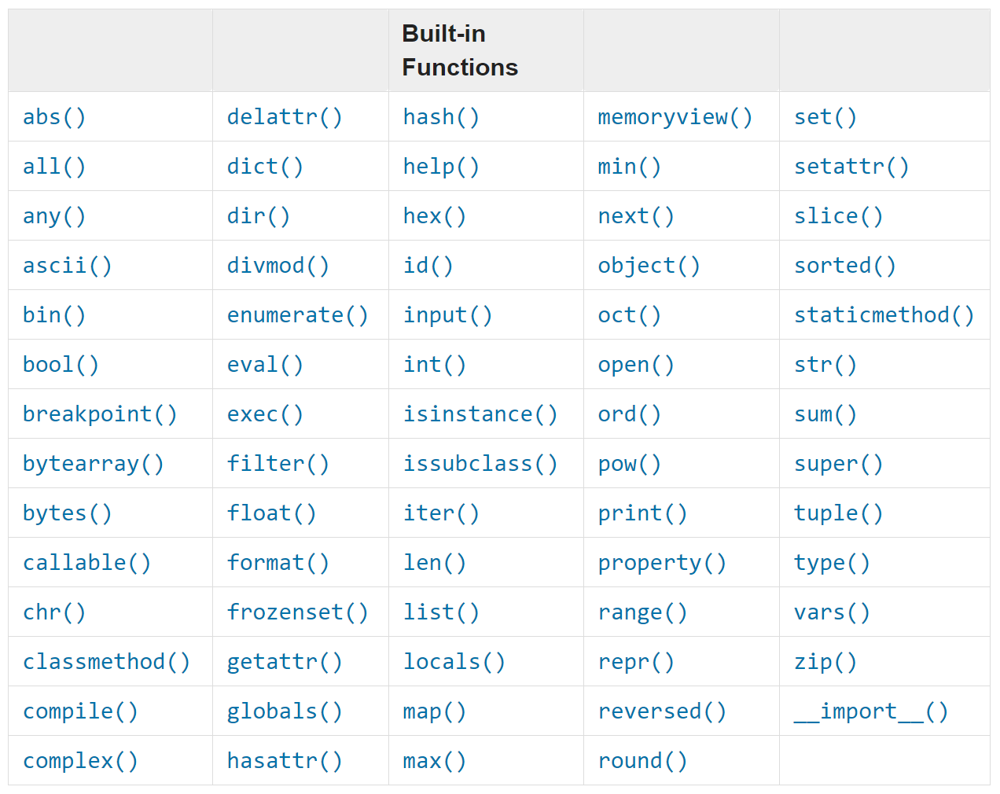 Built-in
Functions
abs() delattr() hash() memoryview() set()
all() dict() help() min() setattr()
any() dir() hex() next() slice()
ascii() divmod() id() object() sorted()
bin() enumerate() input() oct() staticmethod()
bool() eval() int() open() str()
breakpoint() exec() isinstance() ord() sum()
bytearray() filter() issubclass() pow() super()
bytes() float() iter() print() tuple()
callable() format() len() property() type()
chr() frozenset() list() range() vars()
classmethod() getattr() locals() repr() zip()
compile() globals() map() reversed() __import__()
complex() hasattr() max() round()